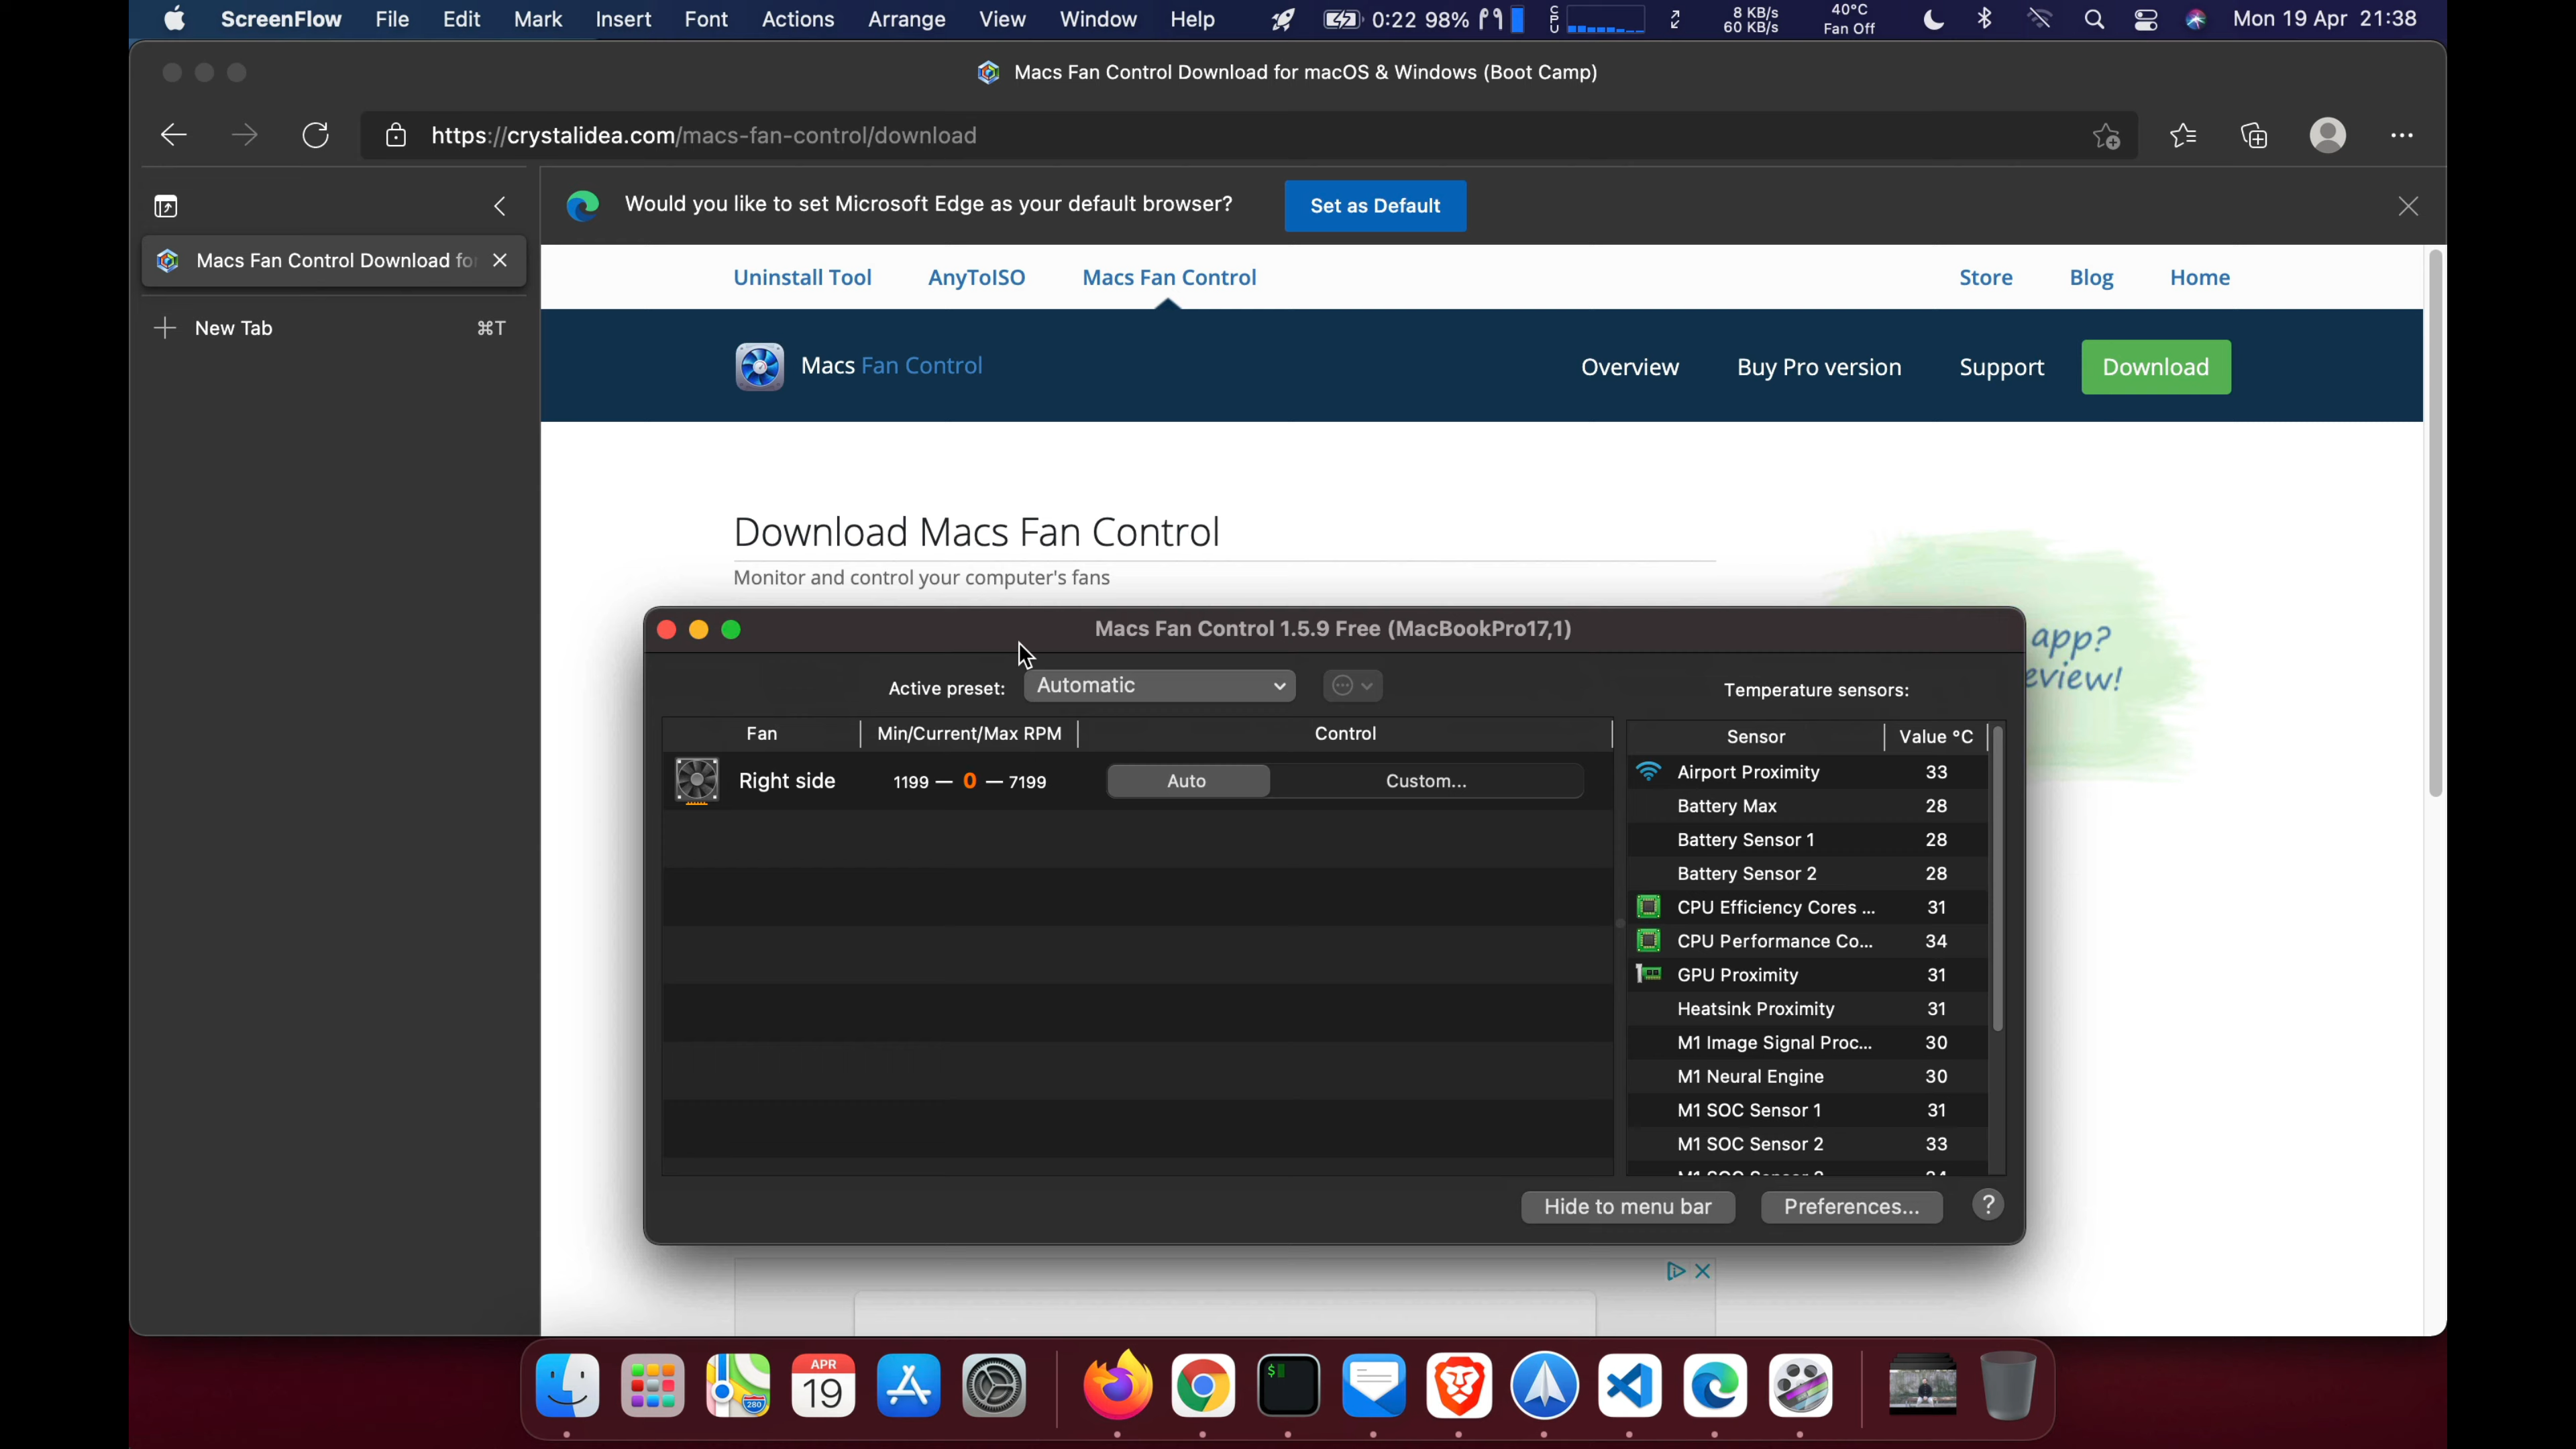 ScreenFlow File Edit Mark Insert Font Actions Arrange View Window Help 0:22 98% CPU 8 KB/s 40°C Mon 19 Apr 21:38
60 KB/s Fan Off
Macs Fan Control Download for macOS & Windows (Boot Camp)
https://crystalidea.com/macs-fan-control/download
Would you like to set Microsoft Edge as your default browser? Set as Default
Macs Fan Control Download for
New Tab ⌘T
Uninstall Tool AnyToISO Macs Fan Control Store Blog Home
Macs Fan Control Overview Buy Pro version Support Download
Download Macs Fan Control
Monitor and control your computer's fans
app?
eview!
Macs Fan Control 1.5.9 Free (MacBookPro17,1)
Active preset: Automatic Temperature sensors:
Fan Min/Current/Max RPM Control Sensor Value °C
Right side 1199 — 0 — 7199 Auto Custom...
Airport Proximity 33
Battery Max 28
Battery Sensor 1 28
Battery Sensor 2 28
CPU Efficiency Cores ... 31
CPU Performance Co... 34
GPU Proximity 31
Heatsink Proximity 31
M1 Image Signal Proc... 30
M1 Neural Engine 30
M1 SOC Sensor 1 31
M1 SOC Sensor 2 33
Hide to menu bar Preferences... ?
APR
19
280
$